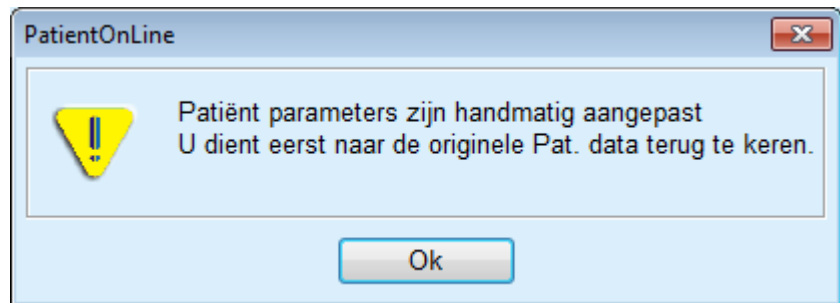 PatientOnLine
Patiënt parameters zijn handmatig aangepast
U dient eerst naar de originele Pat. data terug te keren.
Ok